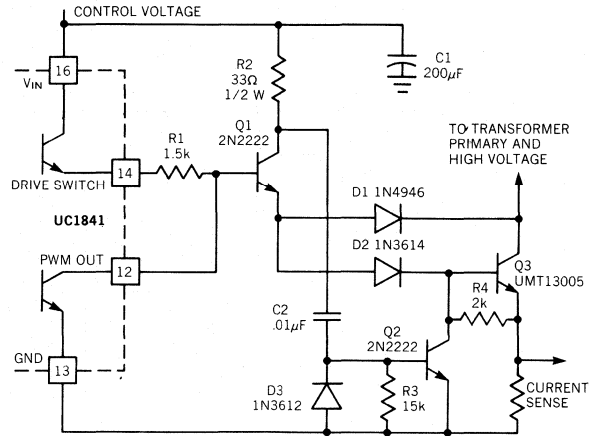 CONTROL VOLTAGE
16
VIN
R2
33Ω
1/2 W
C1
200μF
Q1
2N2222
R1
1.5k
TO TRANSFORMER
PRIMARY AND
HIGH VOLTAGE
14
DRIVE SWITCH
D1 1N4946
UC1841
D2 1N3614
PWM OUT
12
Q3
UMT13005
R4
2k
C2
.01μF
Q2
2N2222
GND
13
D3
1N3612
R3
15k
CURRENT
SENSE